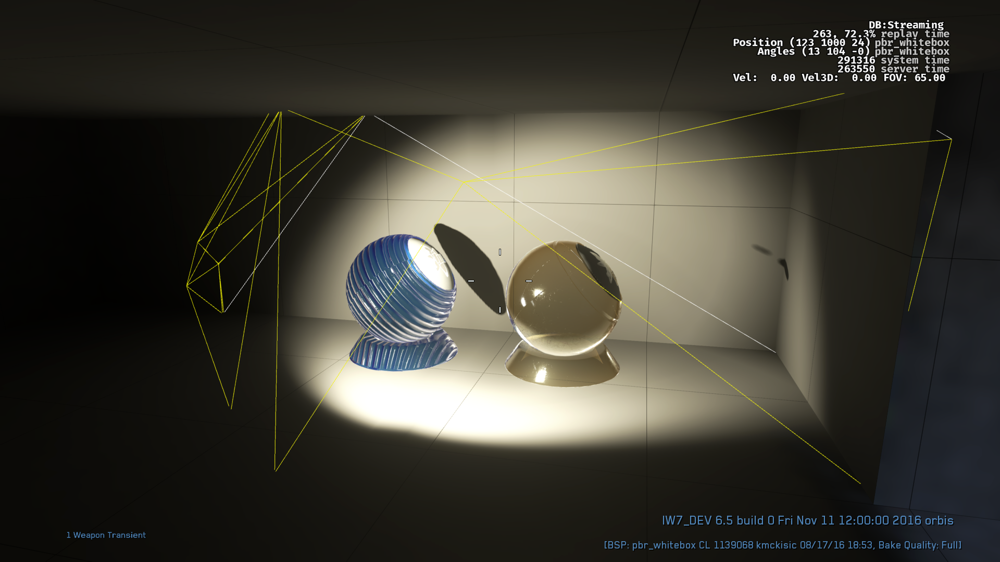 DB:Streaming
263, 72.3% replay time
Position (123 1000 24) pbr_whitebox
Angles (13 104 -0) pbr_whitebox
291316 system time
263550 server time
Vel: 0.00 Vel3D: 0.00 FOV: 65.00
IW7_DEV 6.5 build 0 Fri Nov 11 12:00:00 2016 orbis
1 Weapon Transient
[BSP: pbr_whitebox CL 1139068 kmckisic 08/17/16 18:53, Bake Quality: Full]